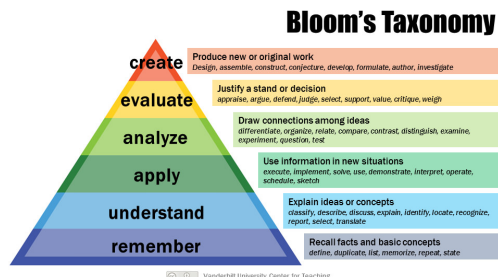 Bloom's Taxonomy
create
Produce new or original work
Design, assemble, construct, conjecture, develop, formulate, author, investigate
evaluate
Justify a stand or decision
appraise, argue, defend, judge, select, support, value, critique, weigh
analyze
Draw connections among ideas
differentiate, organize, relate, compare, contrast, distinguish, examine,
experiment, question, test
apply
Use information in new situations
execute, implement, solve, use, demonstrate, interpret, operate,
schedule, sketch
understand
Explain ideas or concepts
classify, describe, discuss, explain, identify, locate, recognize,
report, select, translate
remember
Recall facts and basic concepts
define, duplicate, list, memorize, repeat, state
Vanderbilt University Center for Teaching